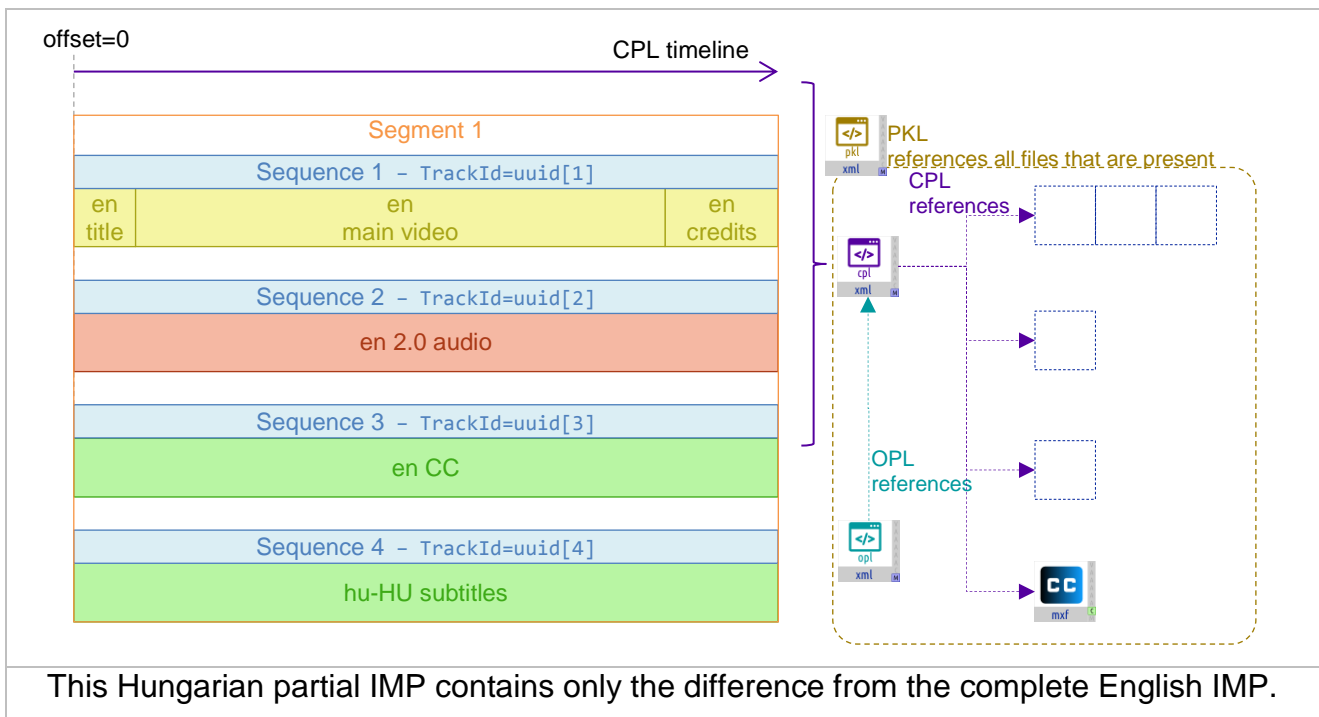 offset=0
CPL timeline
Segment 1
Sequence 1 – TrackId=uuid[1]
en
title
en
main video
en
credits
Sequence 2 – TrackId=uuid[2]
en 2.0 audio
Sequence 3 – TrackId=uuid[3]
en CC
Sequence 4 – TrackId=uuid[4]
hu-HU subtitles
</>
pkl
xml
M
PKL
references all files that are present
CPL
references
</>
cpl
xml
M
OPL
references
</>
opl
xml
M
CC
mxf
This Hungarian partial IMP contains only the difference from the complete English IMP.